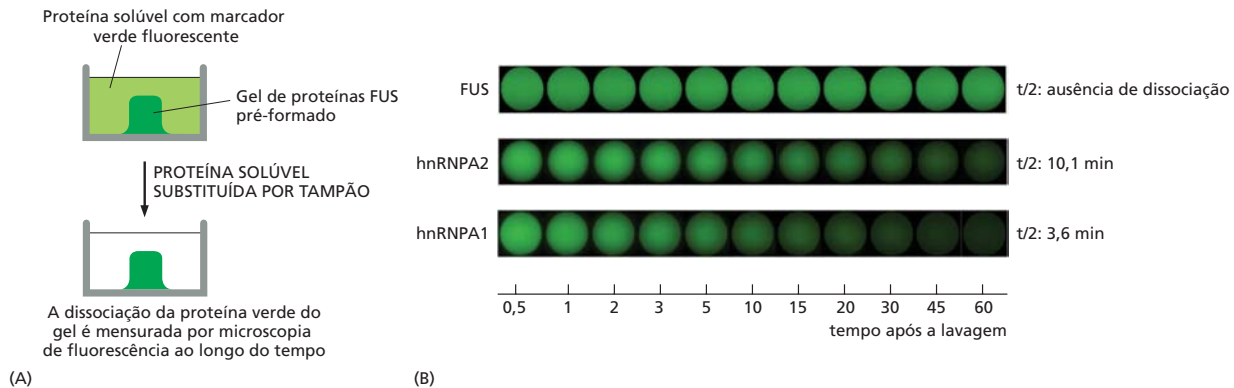 Proteína solúvel com marcador
verde fluorescente
Gel de proteínas FUS
pré-formado
PROTEÍNA SOLÚVEL
SUBSTITUÍDA POR TAMPÃO
A dissociação da proteína verde do
gel é mensurada por microscopia
de fluorescência ao longo do tempo
(A)
FUS
t/2: ausência de dissociação
hnRNPA2
t/2: 10,1 min
hnRNPA1
t/2: 3,6 min
0,5 1 2 3 5 10 15 20 30 45 60
tempo após a lavagem
(B)